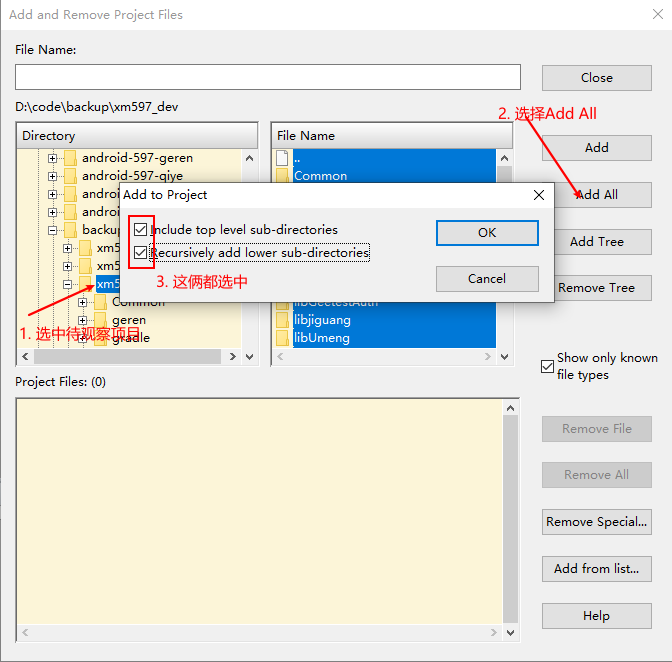 Add and Remove Project Files
File Name:
Close
D:\code\backup\xm597_dev
2. 选择Add All
Directory
File Name
Add
android-597-geren
..
android-597-qiye
Common
Add All
Add to Project
Include top level sub-directories
OK
Recursively add lower sub-directories
Cancel
3. 这俩都选中
Add Tree
Remove Tree
andro
andro
backup
xm5
xm5
xm5
Common
geren
libjiguang
1. 选中待观察项目
gradle
libUmeng
Show only known
file types
Project Files: (0)
Remove File
Remove All
Remove Special...
Add from list...
Help